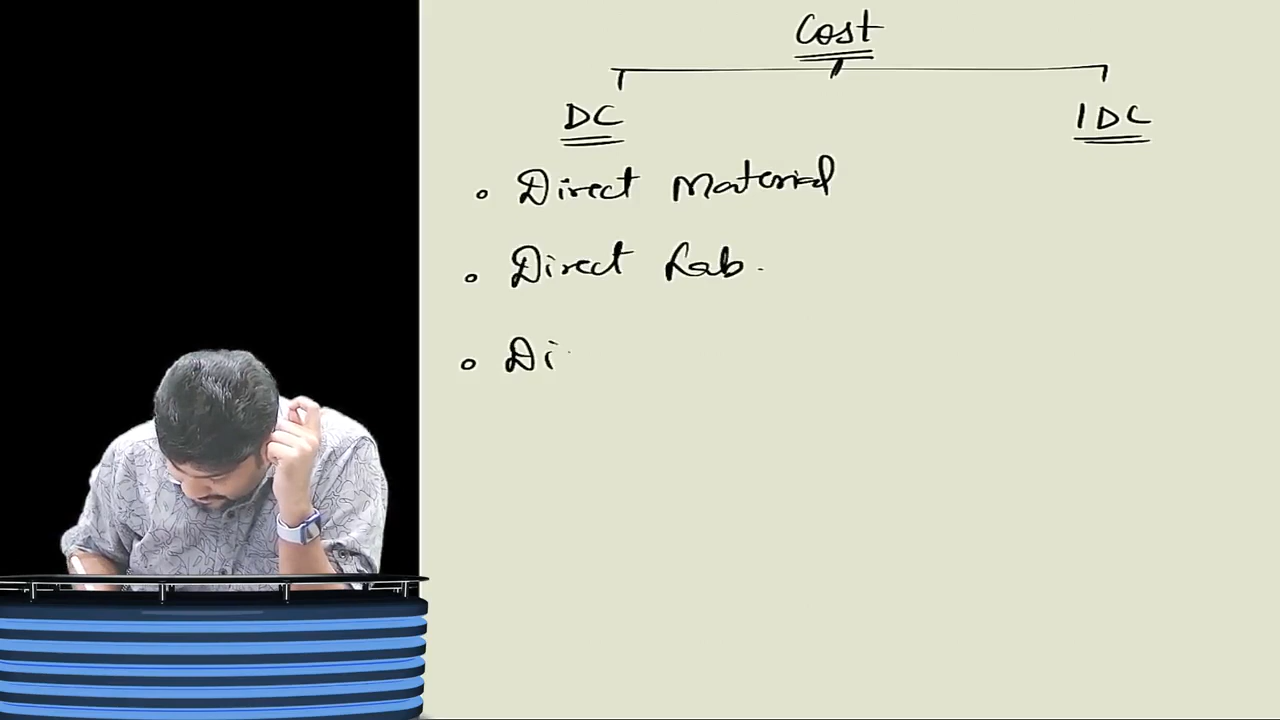 Cost
DC IDC
• Direct Material
• Direct Lab.
• Di